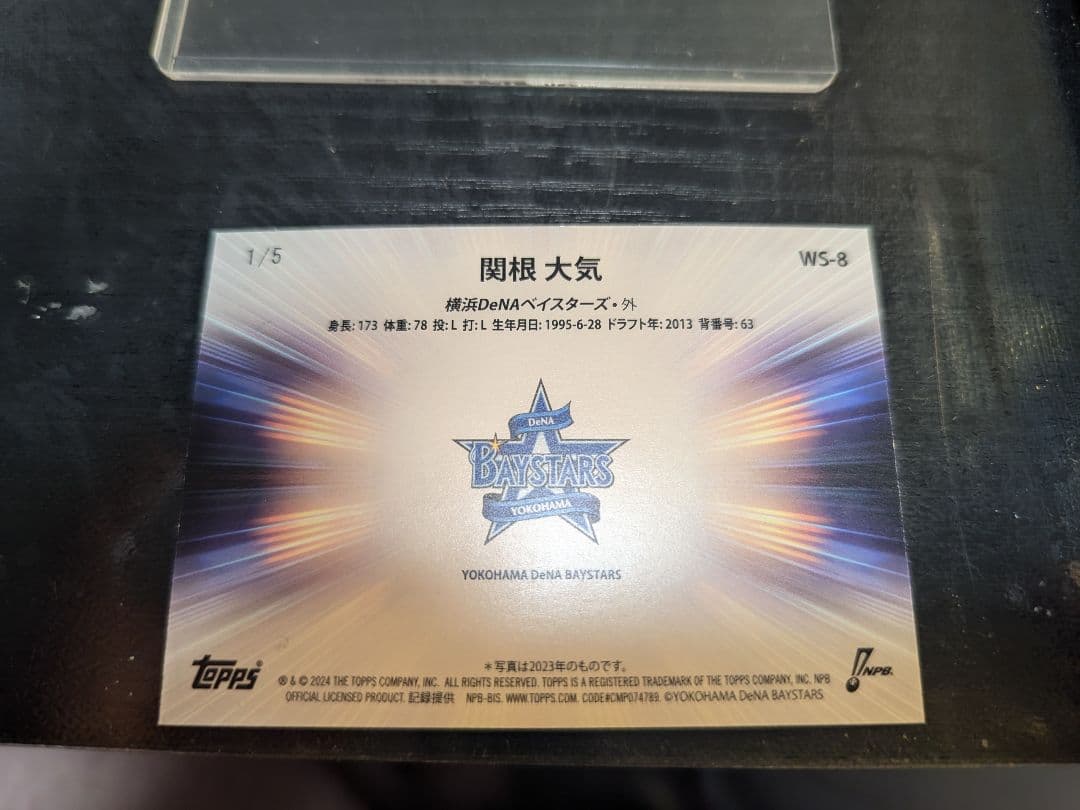 1/5
WS-8
関根 大気
横浜DeNAベイスターズ・外
身長: 173 体重: 78 投: L 打: L 生年月日: 1995-6-28 ドラフト年: 2013 背番号: 63
DeNA
BAYSTARS
YOKOHAMA
YOKOHAMA DeNA BAYSTARS
*写真は2023年のものです。
topps®
® & © 2024 THE TOPPS COMPANY, INC. ALL RIGHTS RESERVED. TOPPS IS A REGISTERED TRADEMARK OF THE TOPPS COMPANY, INC. NPB
OFFICIAL LICENSED PRODUCT. 記録提供 NPB-BIS. WWW.TOPPS.COM. CODE#CMP074789. ©YOKOHAMA DeNA BAYSTARS
NPB.